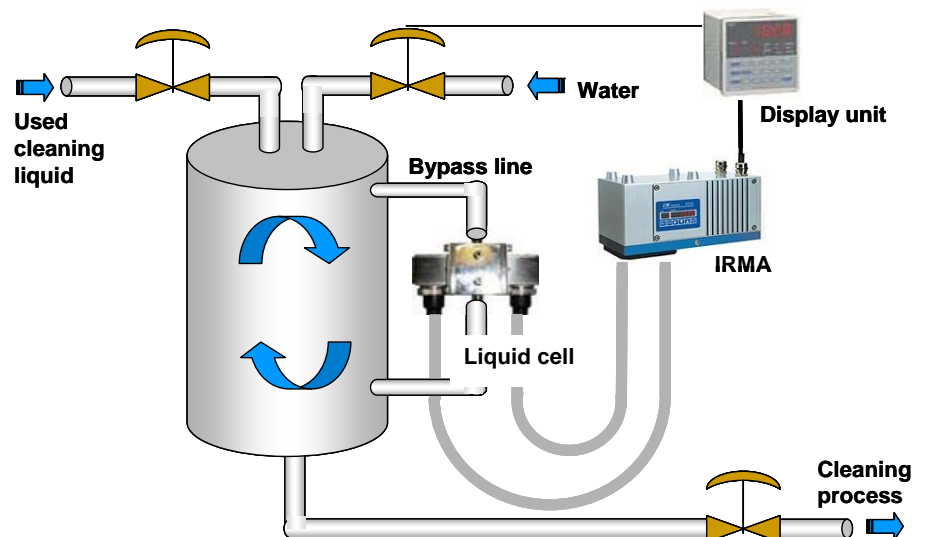 Used
cleaning
liquid
Water
Display unit
Bypass line
IRMA
Liquid cell
Cleaning
process